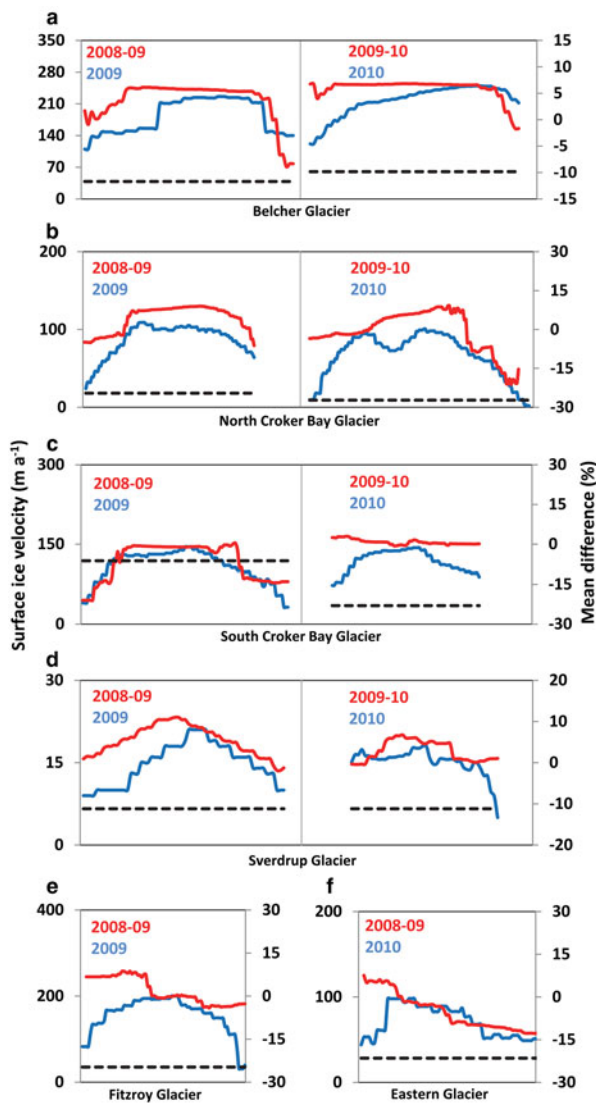 a
350 2008-09 2009-10 15
280 2009 2010 10
210 5
140 0
70 -5
0 -10
-15
Belcher Glacier
b
200 2008-09 2009-10 30
2009 2010 15
100 0
-15
0 -30
North Croker Bay Glacier
Surface ice velocity (m a⁻¹)
Mean difference (%)
c
300 2008-09 2009-10 30
2009 2010 15
150 0
-15
0 -30
South Croker Bay Glacier
d
30 2008-09 2009-10 20
2009 2010 10
15 0
-10
0 -20
Sverdrup Glacier
e
400 2008-09 30
2009 15
200 0
-15
0 -30
Fitzroy Glacier
f
200 2008-09 30
2010 15
100 0
-15
0 -30
Eastern Glacier